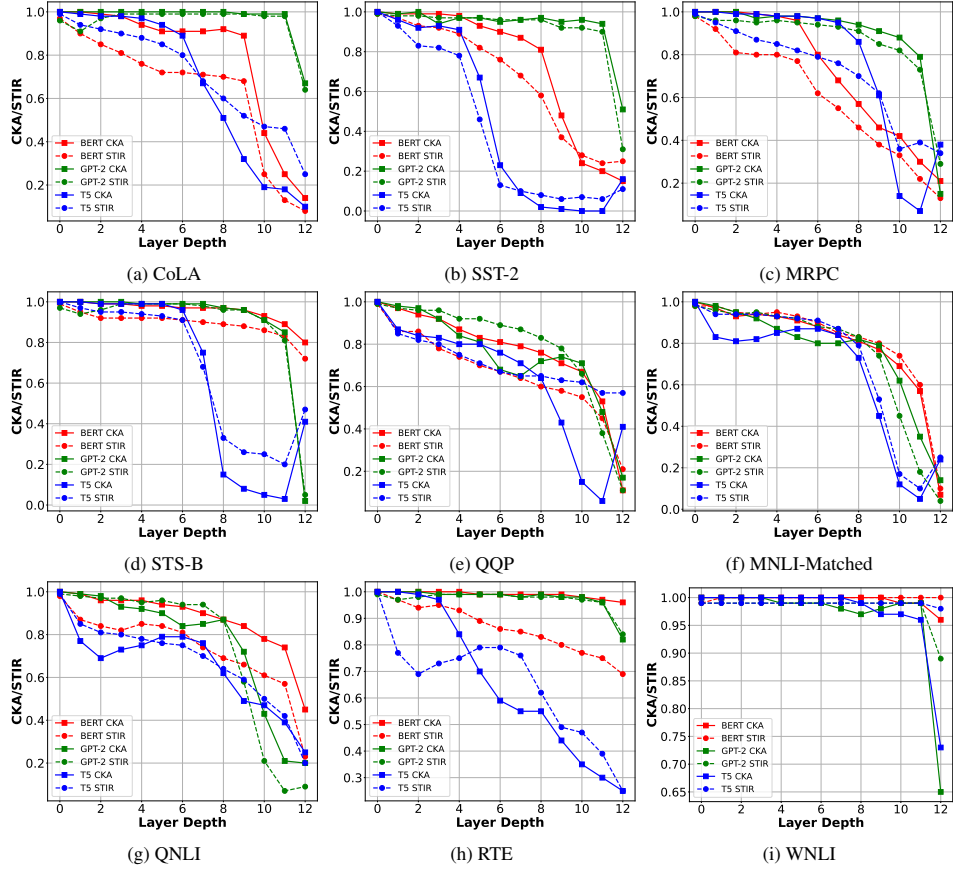 CKA/STIR
1.0
0.8
0.6
0.4
0.2
BERT CKA
BERT STIR
GPT-2 CKA
GPT-2 STIR
T5 CKA
T5 STIR
0 2 4 6 8 10 12
Layer Depth
(a) CoLA
CKA/STIR
1.0
0.8
0.6
0.4
0.2
0.0
BERT CKA
BERT STIR
GPT-2 CKA
GPT-2 STIR
T5 CKA
T5 STIR
0 2 4 6 8 10 12
Layer Depth
(b) SST-2
CKA/STIR
1.0
0.8
0.6
0.4
0.2
BERT CKA
BERT STIR
GPT-2 CKA
GPT-2 STIR
T5 CKA
T5 STIR
0 2 4 6 8 10 12
Layer Depth
(c) MRPC
CKA/STIR
1.0
0.8
0.6
0.4
0.2
0.0
BERT CKA
BERT STIR
GPT-2 CKA
GPT-2 STIR
T5 CKA
T5 STIR
0 2 4 6 8 10 12
Layer Depth
(d) STS-B
CKA/STIR
1.0
0.8
0.6
0.4
0.2
BERT CKA
BERT STIR
GPT-2 CKA
GPT-2 STIR
T5 CKA
T5 STIR
0 2 4 6 8 10 12
Layer Depth
(e) QQP
CKA/STIR
1.0
0.8
0.6
0.4
0.2
0.0
BERT CKA
BERT STIR
GPT-2 CKA
GPT-2 STIR
T5 CKA
T5 STIR
0 2 4 6 8 10 12
Layer Depth
(f) MNLI-Matched
CKA/STIR
1.0
0.8
0.6
0.4
0.2
BERT CKA
BERT STIR
GPT-2 CKA
GPT-2 STIR
T5 CKA
T5 STIR
0 2 4 6 8 10 12
Layer Depth
(g) QNLI
CKA/STIR
1.0
0.9
0.8
0.7
0.6
0.5
0.4
0.3
BERT CKA
BERT STIR
GPT-2 CKA
GPT-2 STIR
T5 CKA
T5 STIR
0 2 4 6 8 10 12
Layer Depth
(h) RTE
CKA/STIR
1.00
0.95
0.90
0.85
0.80
0.75
0.70
0.65
BERT CKA
BERT STIR
GPT-2 CKA
GPT-2 STIR
T5 CKA
T5 STIR
0 2 4 6 8 10 12
Layer Depth
(i) WNLI